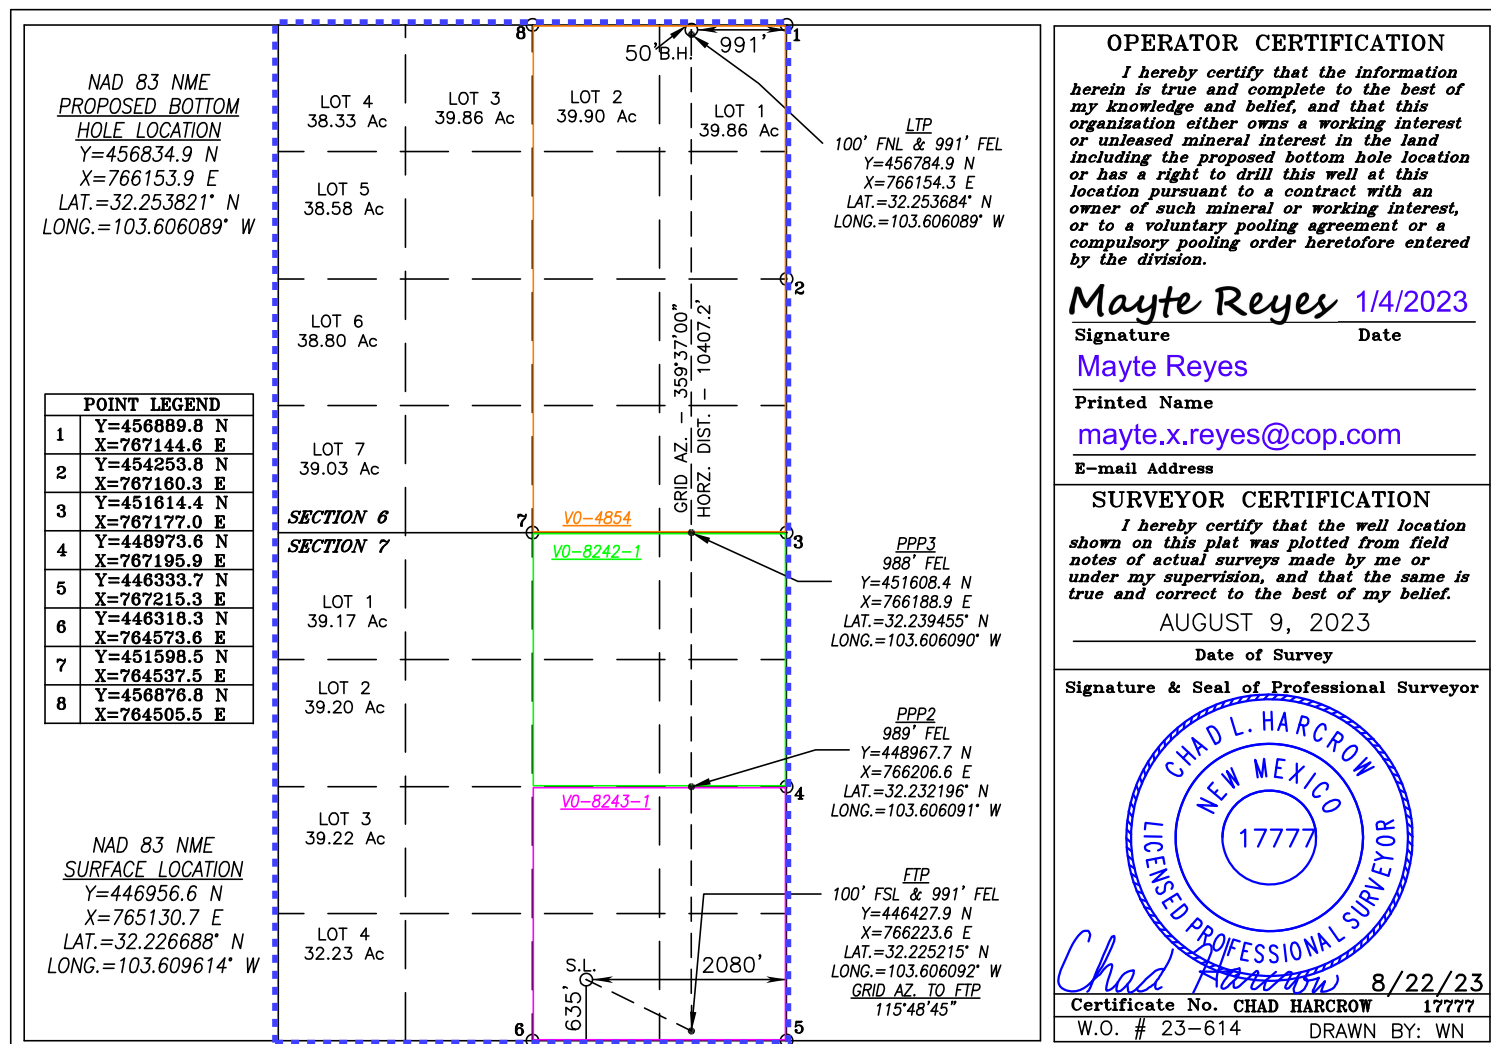 NAD 83 NME
PROPOSED BOTTOM
HOLE LOCATION
Y=456834.9 N
X=766153.9 E
LAT.=32.253821° N
LONG.=103.606089° W
POINT LEGEND
1 Y=456889.8 N
X=767144.6 E
2 Y=454253.8 N
X=767160.3 E
3 Y=451614.4 N
X=767177.0 E
4 Y=448973.6 N
X=767195.9 E
5 Y=446333.7 N
X=767215.3 E
6 Y=446318.3 N
X=764573.6 E
7 Y=451598.5 N
X=764537.5 E
8 Y=456876.8 N
X=764505.5 E
NAD 83 NME
SURFACE LOCATION
Y=446956.6 N
X=765130.7 E
LAT.=32.226688° N
LONG.=103.609614° W
8
50'
B.H.
991'
1
LOT 4
38.33 Ac
LOT 3
39.86 Ac
LOT 2
39.90 Ac
LOT 1
39.86 Ac
LOT 5
38.58 Ac
2
LOT 6
38.80 Ac
LOT 7
39.03 Ac
GRID AZ. - 359°37'00"
HORZ. DIST. - 10407.2'
SECTION 6
7
VO-4854
3
SECTION 7
VO-8242-1
LOT 1
39.17 Ac
LOT 2
39.20 Ac
4
VO-8243-1
LOT 3
39.22 Ac
LOT 4
32.23 Ac
S.L.
2080'
635'
6
5
LTP
100' FNL & 991' FEL
Y=456784.9 N
X=766154.3 E
LAT.=32.253684° N
LONG.=103.606089° W
PPP3
988' FEL
Y=451608.4 N
X=766188.9 E
LAT.=32.239455° N
LONG.=103.606090° W
PPP2
989' FEL
Y=448967.7 N
X=766206.6 E
LAT.=32.232196° N
LONG.=103.606091° W
FTP
100' FSL & 991' FEL
Y=446427.9 N
X=766223.6 E
LAT.=32.225215° N
LONG.=103.606092° W
GRID AZ. TO FTP
115°48'45"
OPERATOR CERTIFICATION
I hereby certify that the information
herein is true and complete to the best of
my knowledge and belief, and that this
organization either owns a working interest
or unleased mineral interest in the land
including the proposed bottom hole location
or has a right to drill this well at this
location pursuant to a contract with an
owner of such mineral or working interest,
or to a voluntary pooling agreement or a
compulsory pooling order heretofore entered
by the division.
Mayte Reyes 1/4/2023
Signature Date
Mayte Reyes
Printed Name
mayte.x.reyes@cop.com
E-mail Address
SURVEYOR CERTIFICATION
I hereby certify that the well location
shown on this plat was plotted from field
notes of actual surveys made by me or
under my supervision, and that the same is
true and correct to the best of my belief.
AUGUST 9, 2023
Date of Survey
Signature & Seal of Professional Surveyor
CHAD L. HARCROW
NEW MEXICO
17777
LICENSED PROFESSIONAL SURVEYOR
Chad Harcrow 8/22/23
Certificate No. CHAD HARCROW 17777
W.O. # 23-614 DRAWN BY: WN